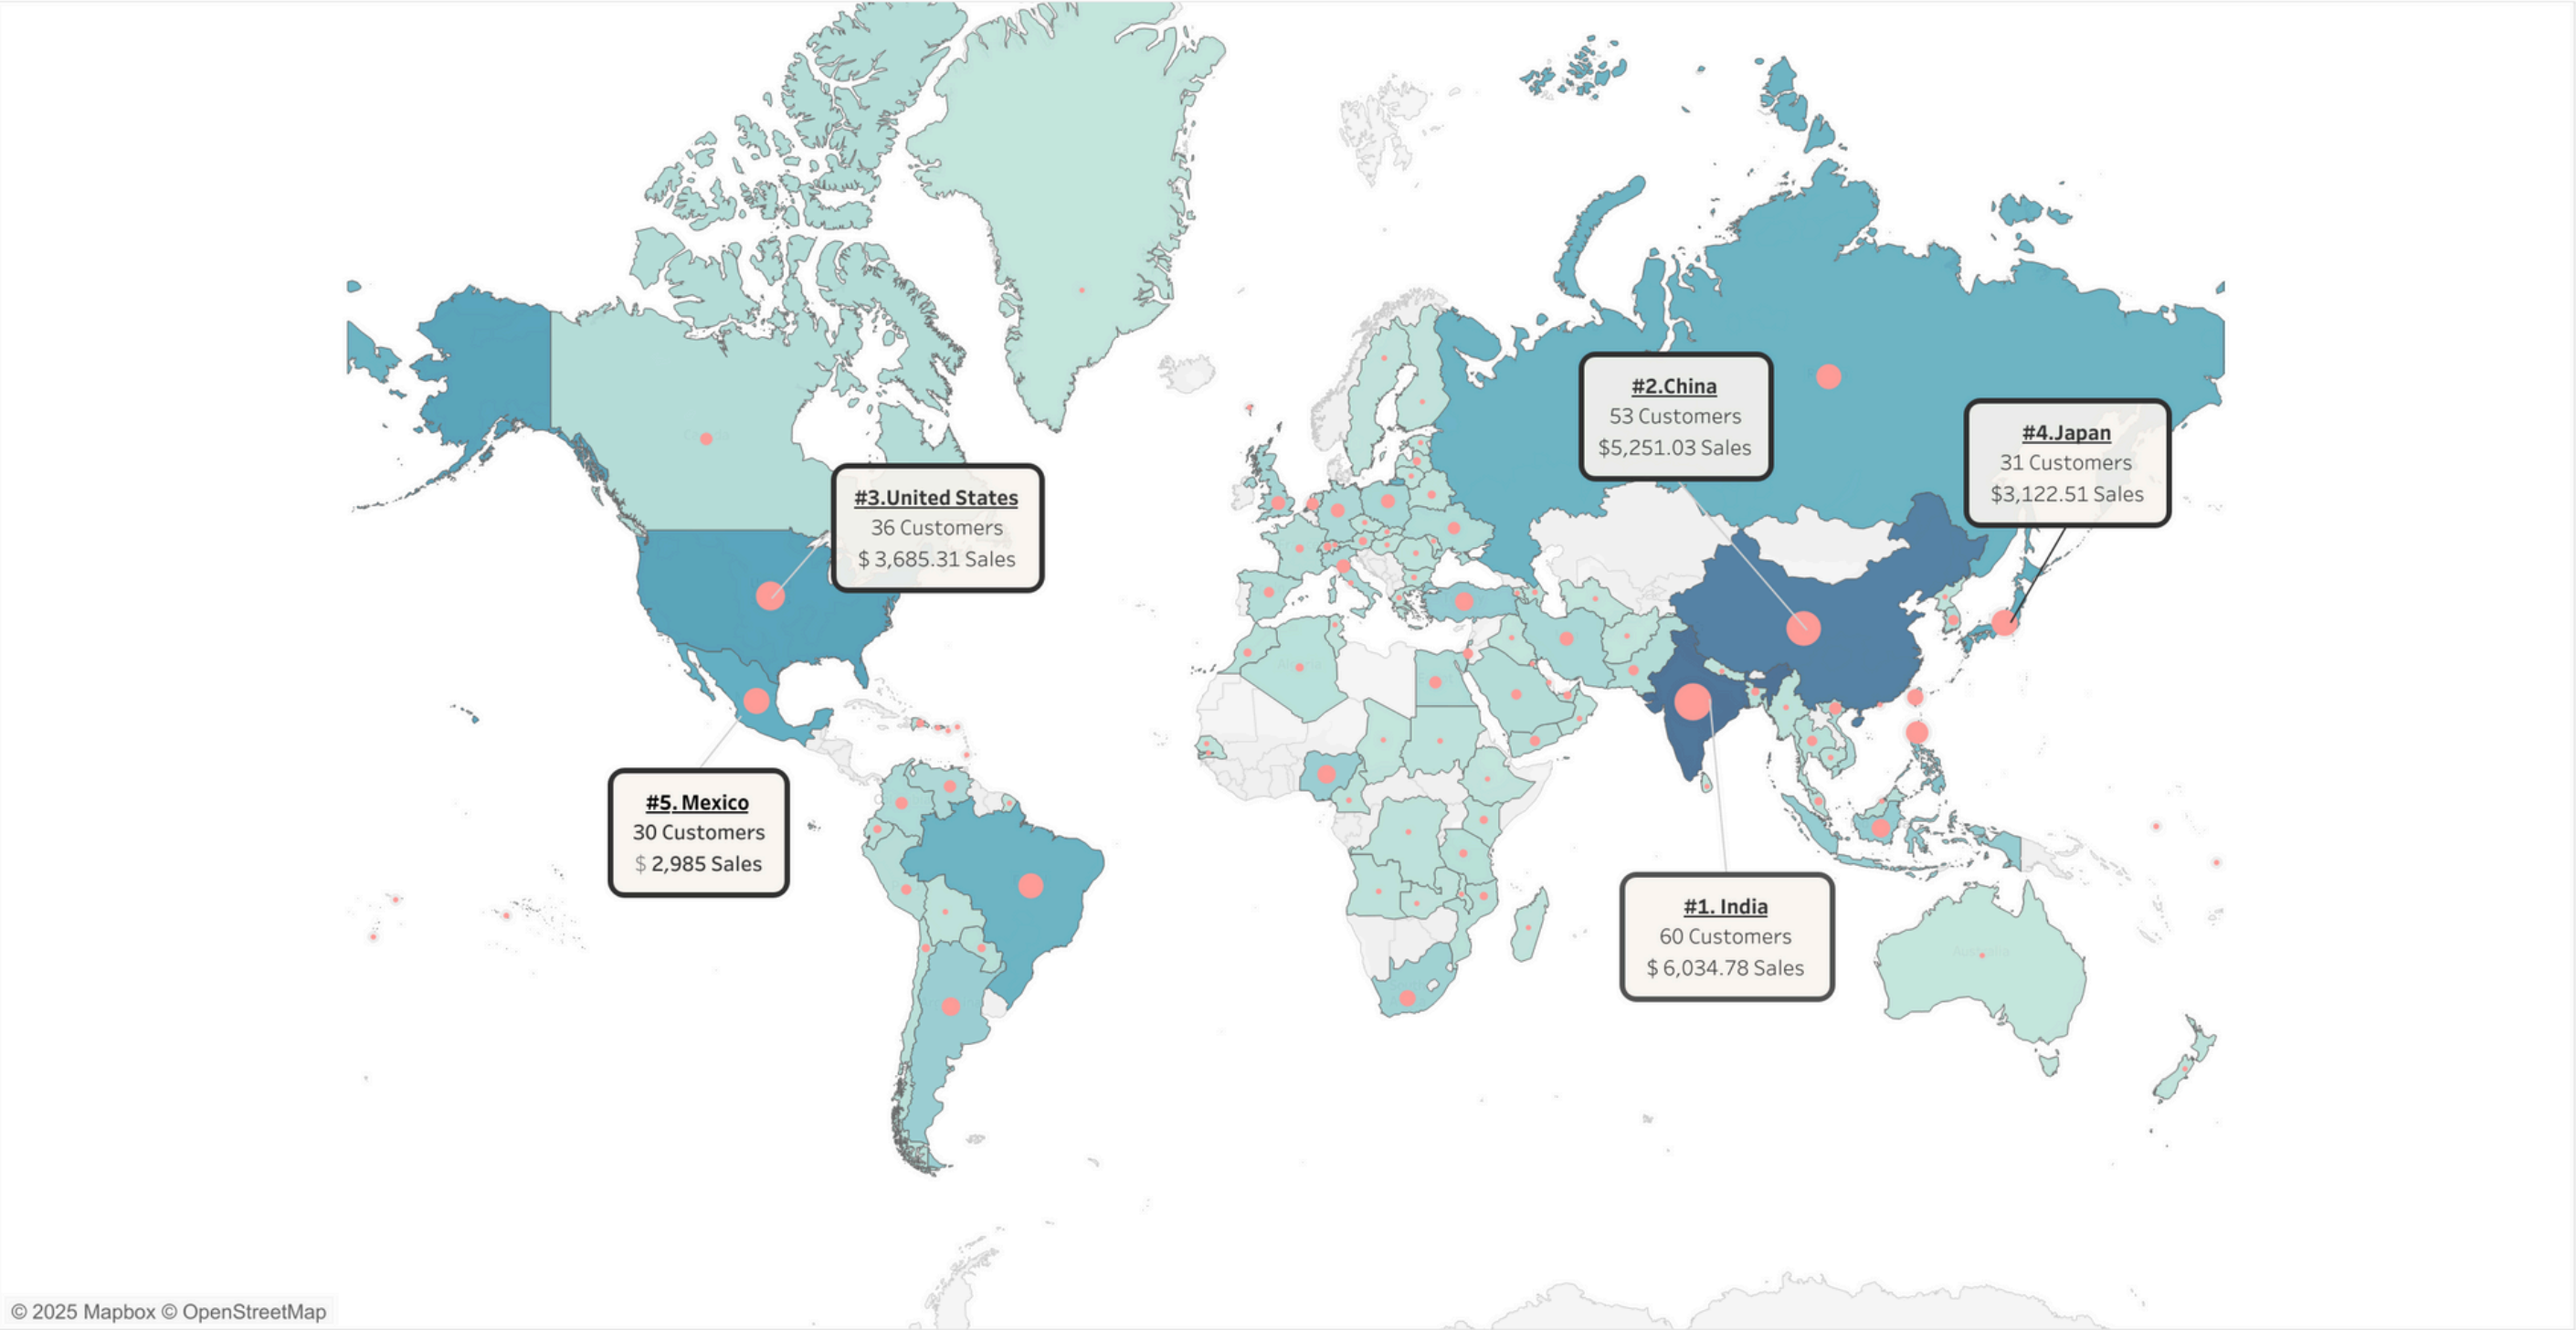 #2.China
53 Customers
$5,251.03 Sales
#4.Japan
31 Customers
$3,122.51 Sales
#3.United States
36 Customers
$ 3,685.31 Sales
#5. Mexico
30 Customers
$ 2,985 Sales
#1. India
60 Customers
$ 6,034.78 Sales
Australia
© 2025 Mapbox © OpenStreetMap